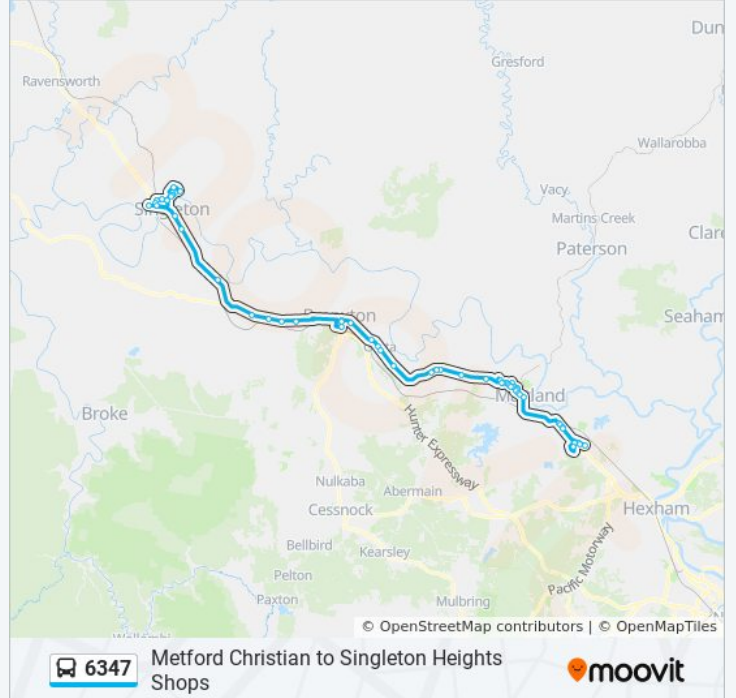 Dun
Gresford
Ravensworth
Wallarobba
Vacy
Martins Creek
Singleton
Clare
Paterson
Seaham
Broke
Hunter Expressway
Nulkaba
Abermain
Cessnock
Hexham
Bellbird
Kearsley
Pelton
Pacific Motorway
Paxton
Mulbring
© OpenStreetMap contributors | © OpenMapTiles
6347
Metford Christian to Singleton Heights
Shops
moovit